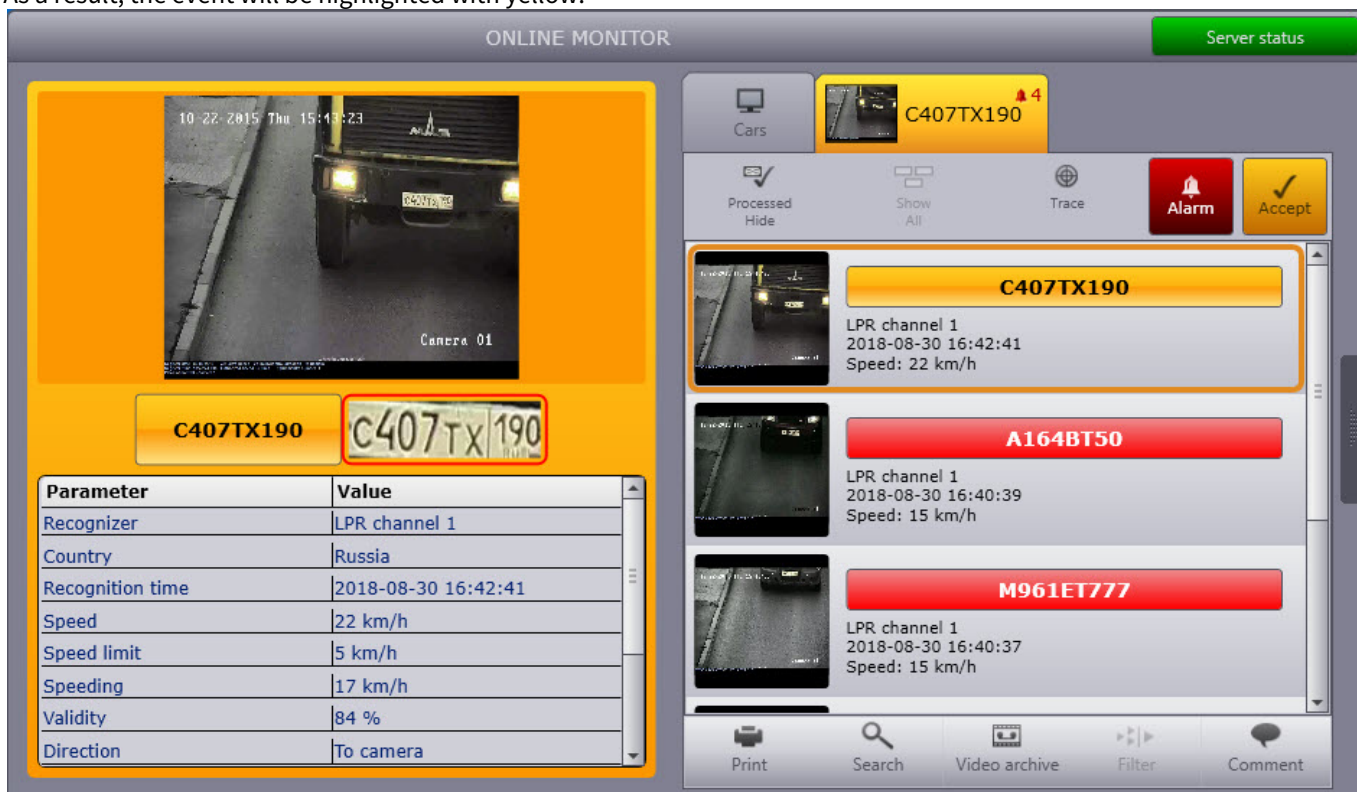 As a result, the event will be highlighted with yellow.
ONLINE MONITOR
Server status
10-22-2015 Thu 15:43:23
C407TX190
Camera 01
C407TX190
C407TX 190
RUS
Parameter Value
Recognizer LPR channel 1
Country Russia
Recognition time 2018-08-30 16:42:41
Speed 22 km/h
Speed limit 5 km/h
Speeding 17 km/h
Validity 84 %
Direction To camera
Cars
C407TX190
4
Processed
Hide
Show
All
Trace
Alarm
Accept
C407TX190
LPR channel 1
2018-08-30 16:42:41
Speed: 22 km/h
A164BT50
LPR channel 1
2018-08-30 16:40:39
Speed: 15 km/h
M961ET777
LPR channel 1
2018-08-30 16:40:37
Speed: 15 km/h
Print
Search
Video archive
Filter
Comment